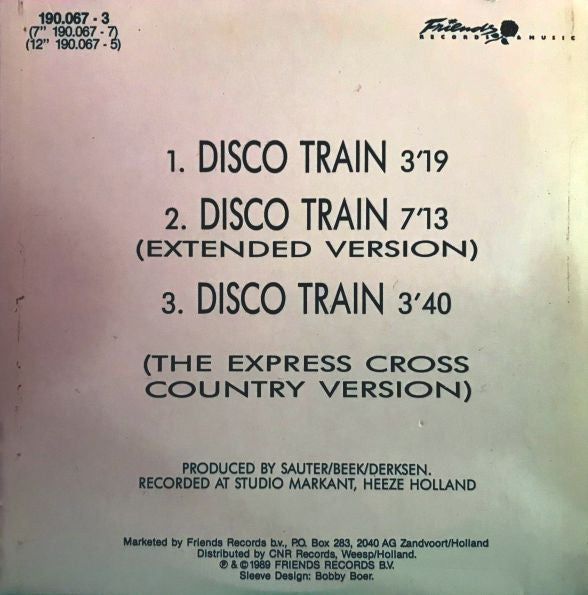 190.067 - 3
(7" 190.067 - 7)
(12" 190.067 - 5)
Friends
RECORDS & MUSIC
1. DISCO TRAIN 3'19
2. DISCO TRAIN 7'13
(EXTENDED VERSION)
3. DISCO TRAIN 3'40
(THE EXPRESS CROSS
COUNTRY VERSION)
PRODUCED BY SAUTER/BEEK/DERKSEN.
RECORDED AT STUDIO MARKANT, HEEZE HOLLAND
Marketed by Friends Records b.v., P.O. Box 283, 2040 AG Zandvoort/Holland
Distributed by CNR Records, Weesp/Holland.
℗ & © 1989 FRIENDS RECORDS B.V.
Sleeve Design: Bobby Boer.